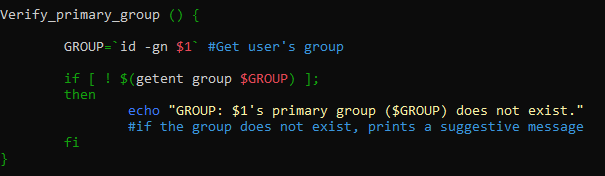 Verify_primary_group () {
GROUP=`id -gn $1` #Get user's group
if [ ! $(getent group $GROUP) ];
then
echo "GROUP: $1's primary group ($GROUP) does not exist."
#if the group does not exist, prints a suggestive message
fi
}